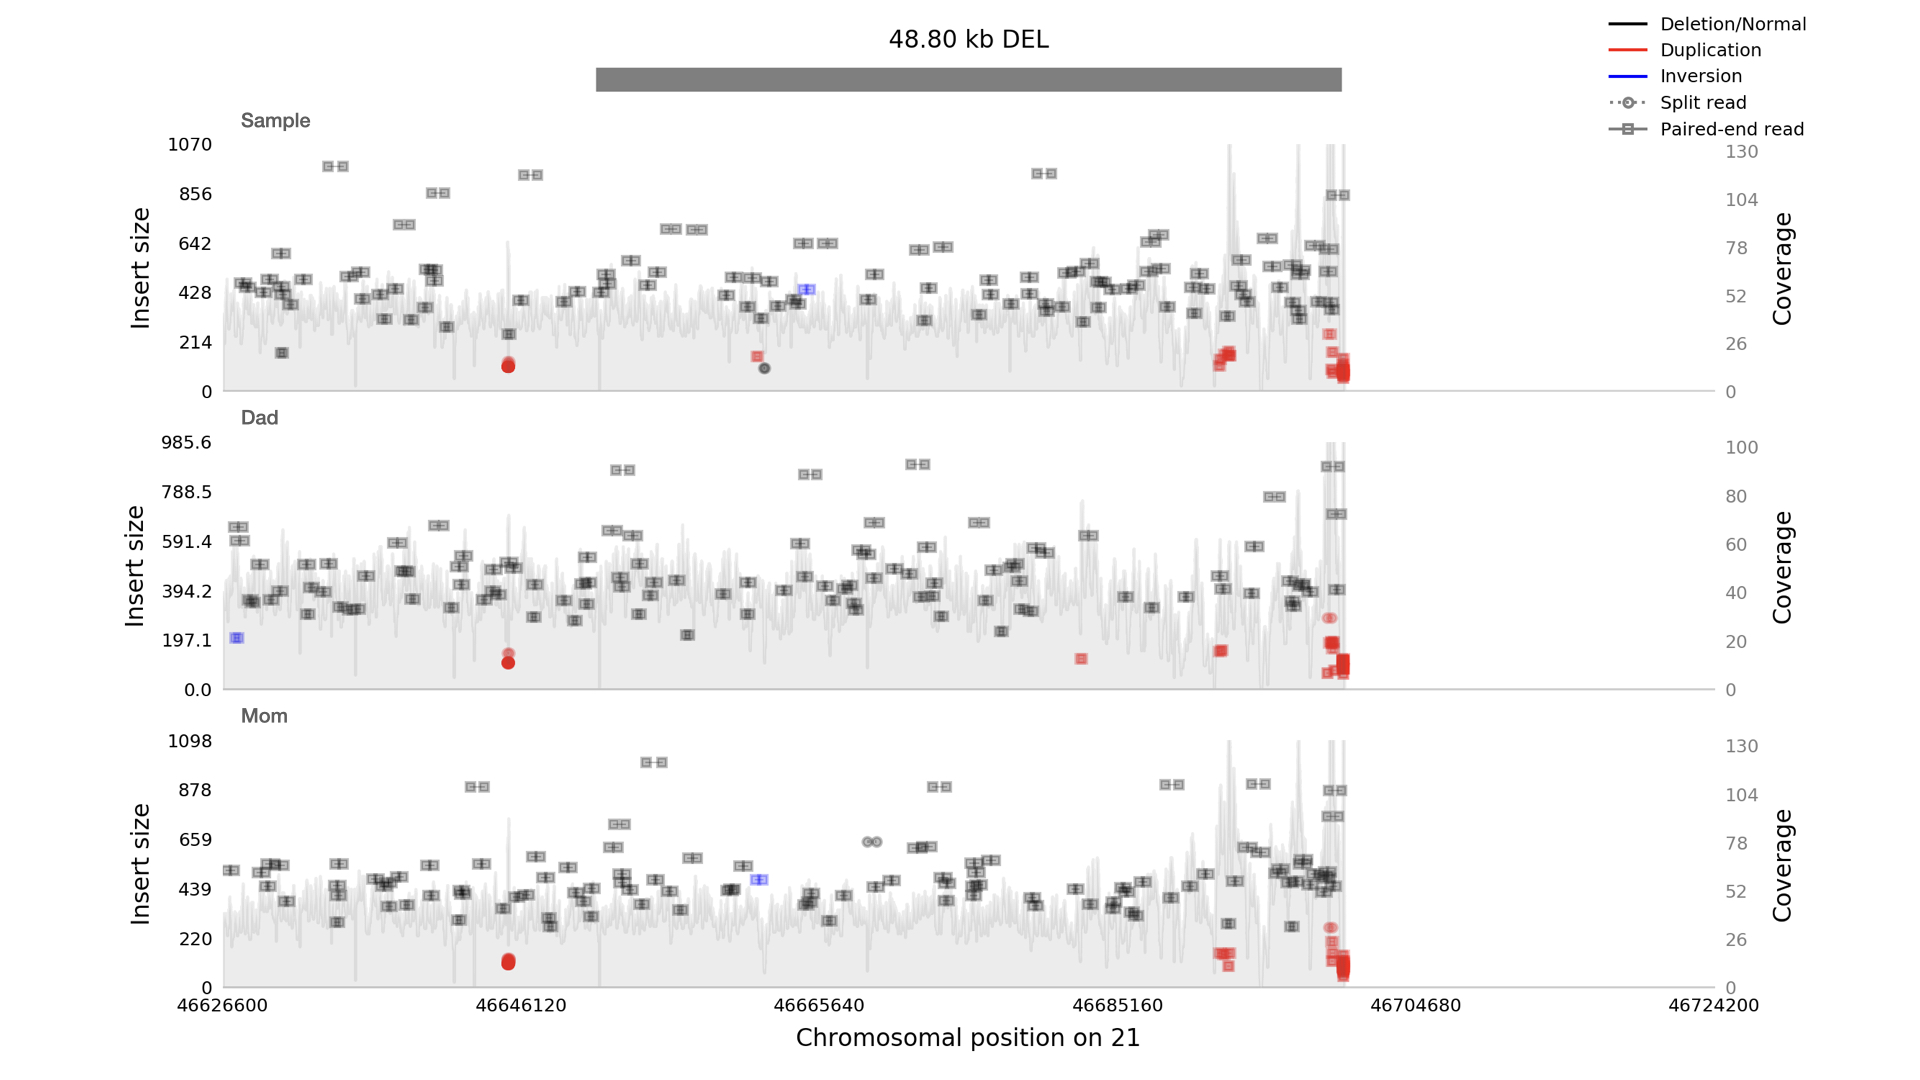 48.80 kb DEL
Deletion/Normal
Duplication
Inversion
Split read
Paired-end read
Sample
Insert size
1070
856
642
428
214
0
130
104
78
52
26
0
Coverage
Dad
Insert size
985.6
788.5
591.4
394.2
197.1
0.0
100
80
60
40
20
0
Coverage
Mom
Insert size
1098
878
659
439
220
0
130
104
78
52
26
0
Coverage
46626600 46646120 46665640 46685160 46704680 46724200
Chromosomal position on 21